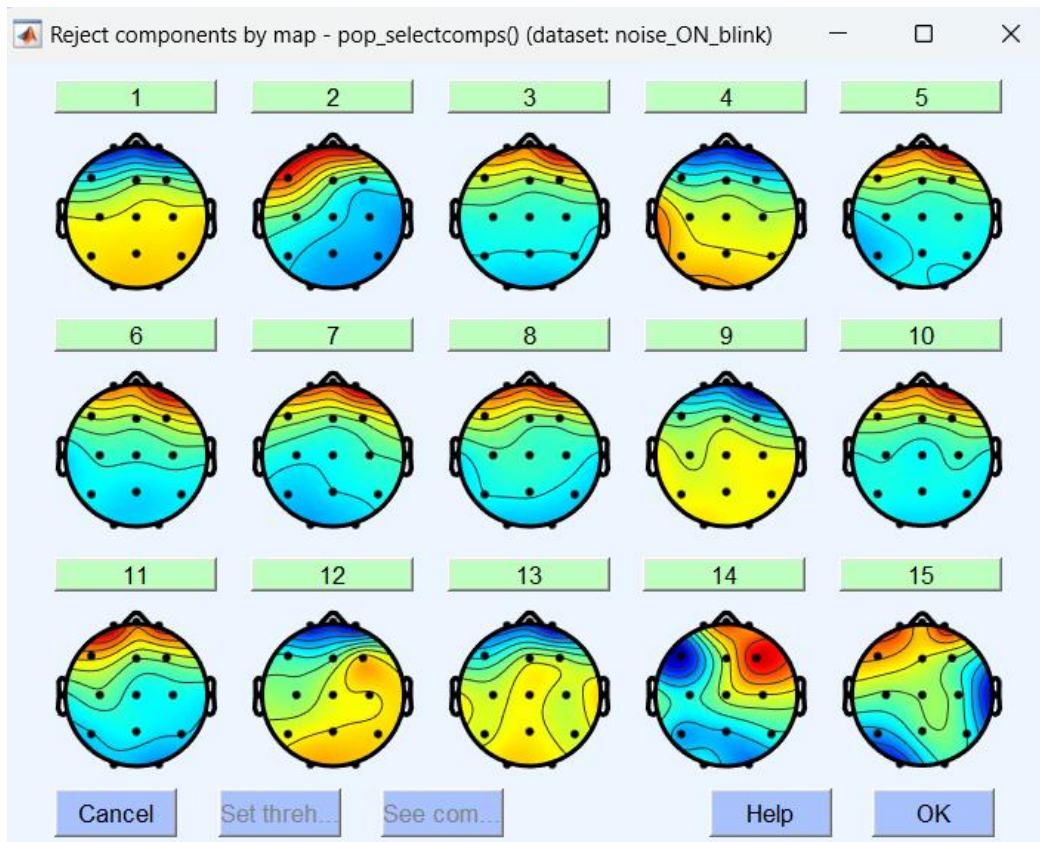 Reject components by map - pop_selectcomps() (dataset: noise_ON_blink)
1 2 3 4 5
6 7 8 9 10
11 12 13 14 15
Cancel Set threh... See com... Help OK